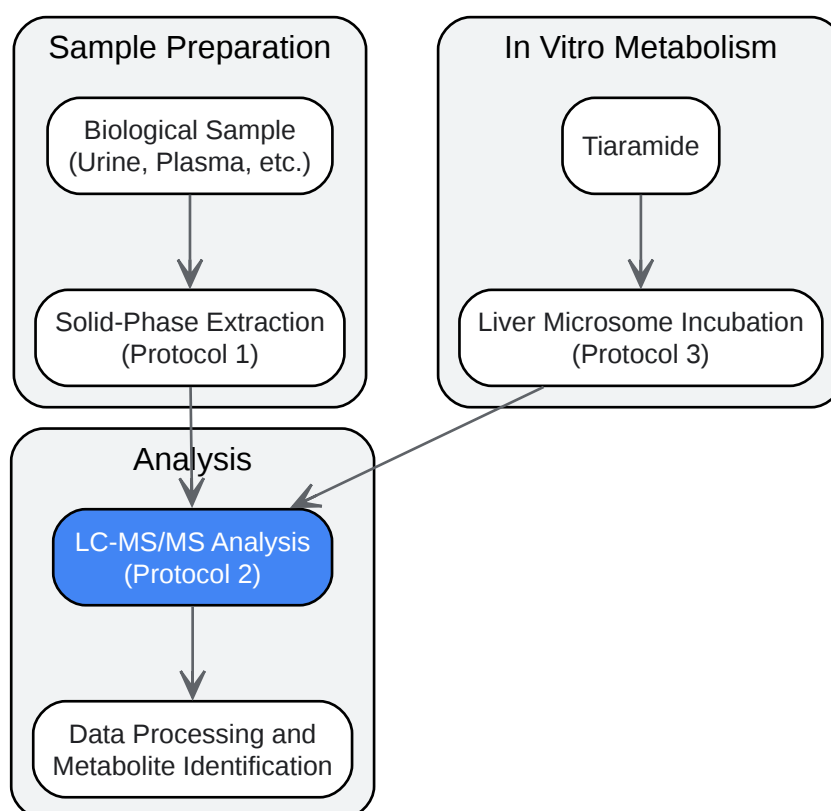 Sample Preparation
Biological Sample
(Urine, Plasma, etc.)
Solid-Phase Extraction
(Protocol 1)
In Vitro Metabolism
Tiaramide
Liver Microsome Incubation
(Protocol 3)
Analysis
LC-MS/MS Analysis
(Protocol 2)
Data Processing and
Metabolite Identification